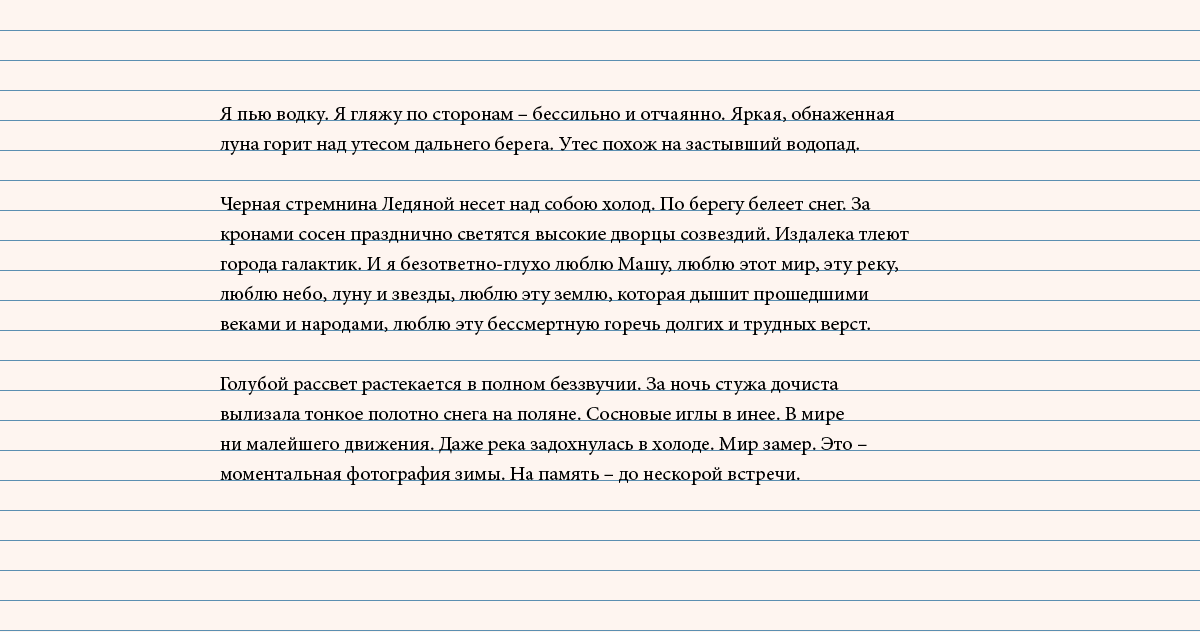 Я пью водку. Я гляжу по сторонам – бессильно и отчаянно. Яркая, обнаженная
луна горит над утесом дальнего берега. Утес похож на застывший водопад.
Черная стремнина Ледяной несет над собою холод. По берегу белеет снег. За
кронами сосен празднично светятся высокие дворцы созвездий. Издалека тлеют
города галактик. И я безответно-глухо люблю Машу, люблю этот мир, эту реку,
люблю небо, луну и звезды, люблю эту землю, которая дышит прошедшими
веками и народами, люблю эту бессмертную горечь долгих и трудных верст.
Голубой рассвет растекается в полном беззвучии. За ночь стужа дочиста
вылизала тонкое полотно снега на поляне. Сосновые иглы в инее. В мире
ни малейшего движения. Даже река задохнулась в холоде. Мир замер. Это –
моментальная фотография зимы. На память – до нескорой встречи.